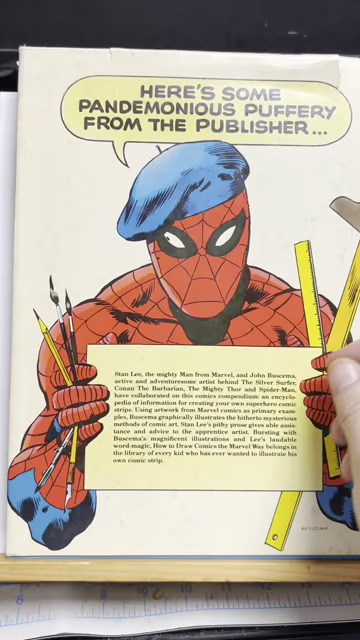 HERE'S SOME
PANDEMONIOUS PUFFERY
FROM THE PUBLISHER...
Stan Lee, the mighty Man from Marvel, and John Buscema,
active and adventuresome artist behind The Silver Surfer,
Conan The Barbarian, The Mighty Thor and Spider-Man,
have collaborated on this comics compendium: an encyclo-
pedia of information for creating your own superhero comic
strips. Using artwork from Marvel comics as primary exam-
ples, Buscema graphically illustrates the hitherto mysterious
methods of comic art. Stan Lee's pithy prose gives able assis-
tance and advice to the apprentice artist. Bursting with
Buscema's magnificent illustrations and Lee's laudable
word-magic, How to Draw Comics the Marvel Way belongs in
the library of every kid who has ever wanted to illustrate his
own comic strip.
6 7 8 9 10 11